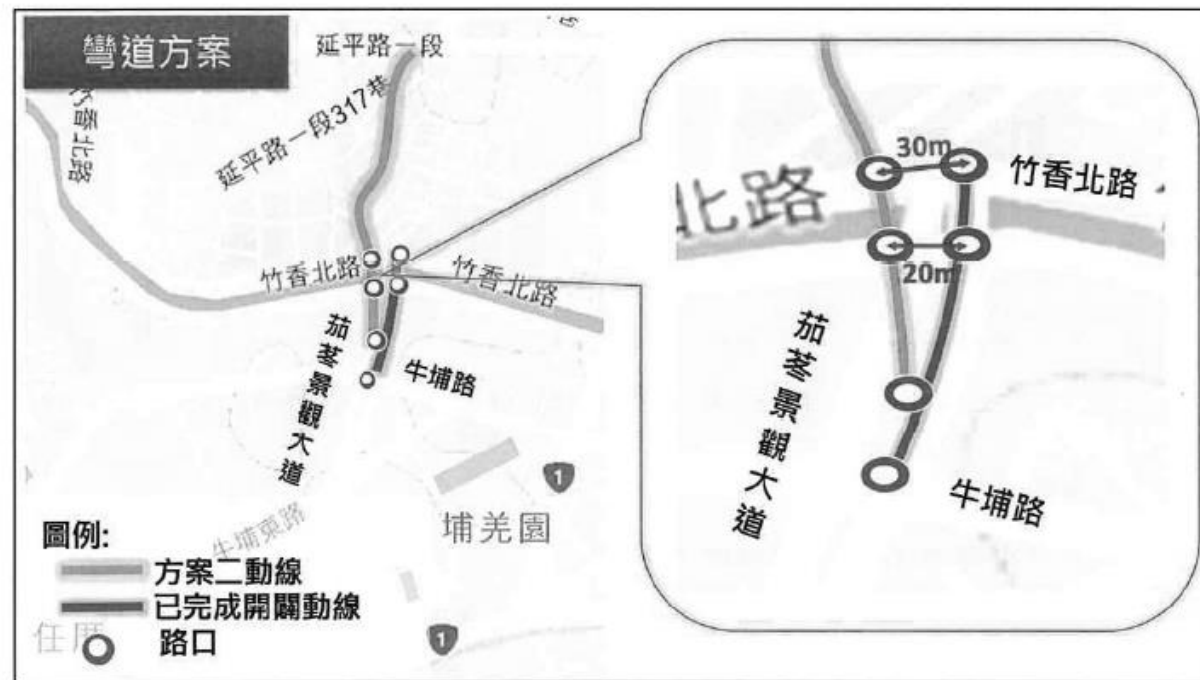 彎道方案
延平路一段
竹香北路
延平路一段317巷
竹香北路
竹香北路
茄苳景觀大道
牛埔路
牛埔東路
埔羌園
1
1
圖例:
方案二動線
已完成開闢動線
路口
30m
竹香北路
北路
20m
茄苳景觀大道
牛埔路